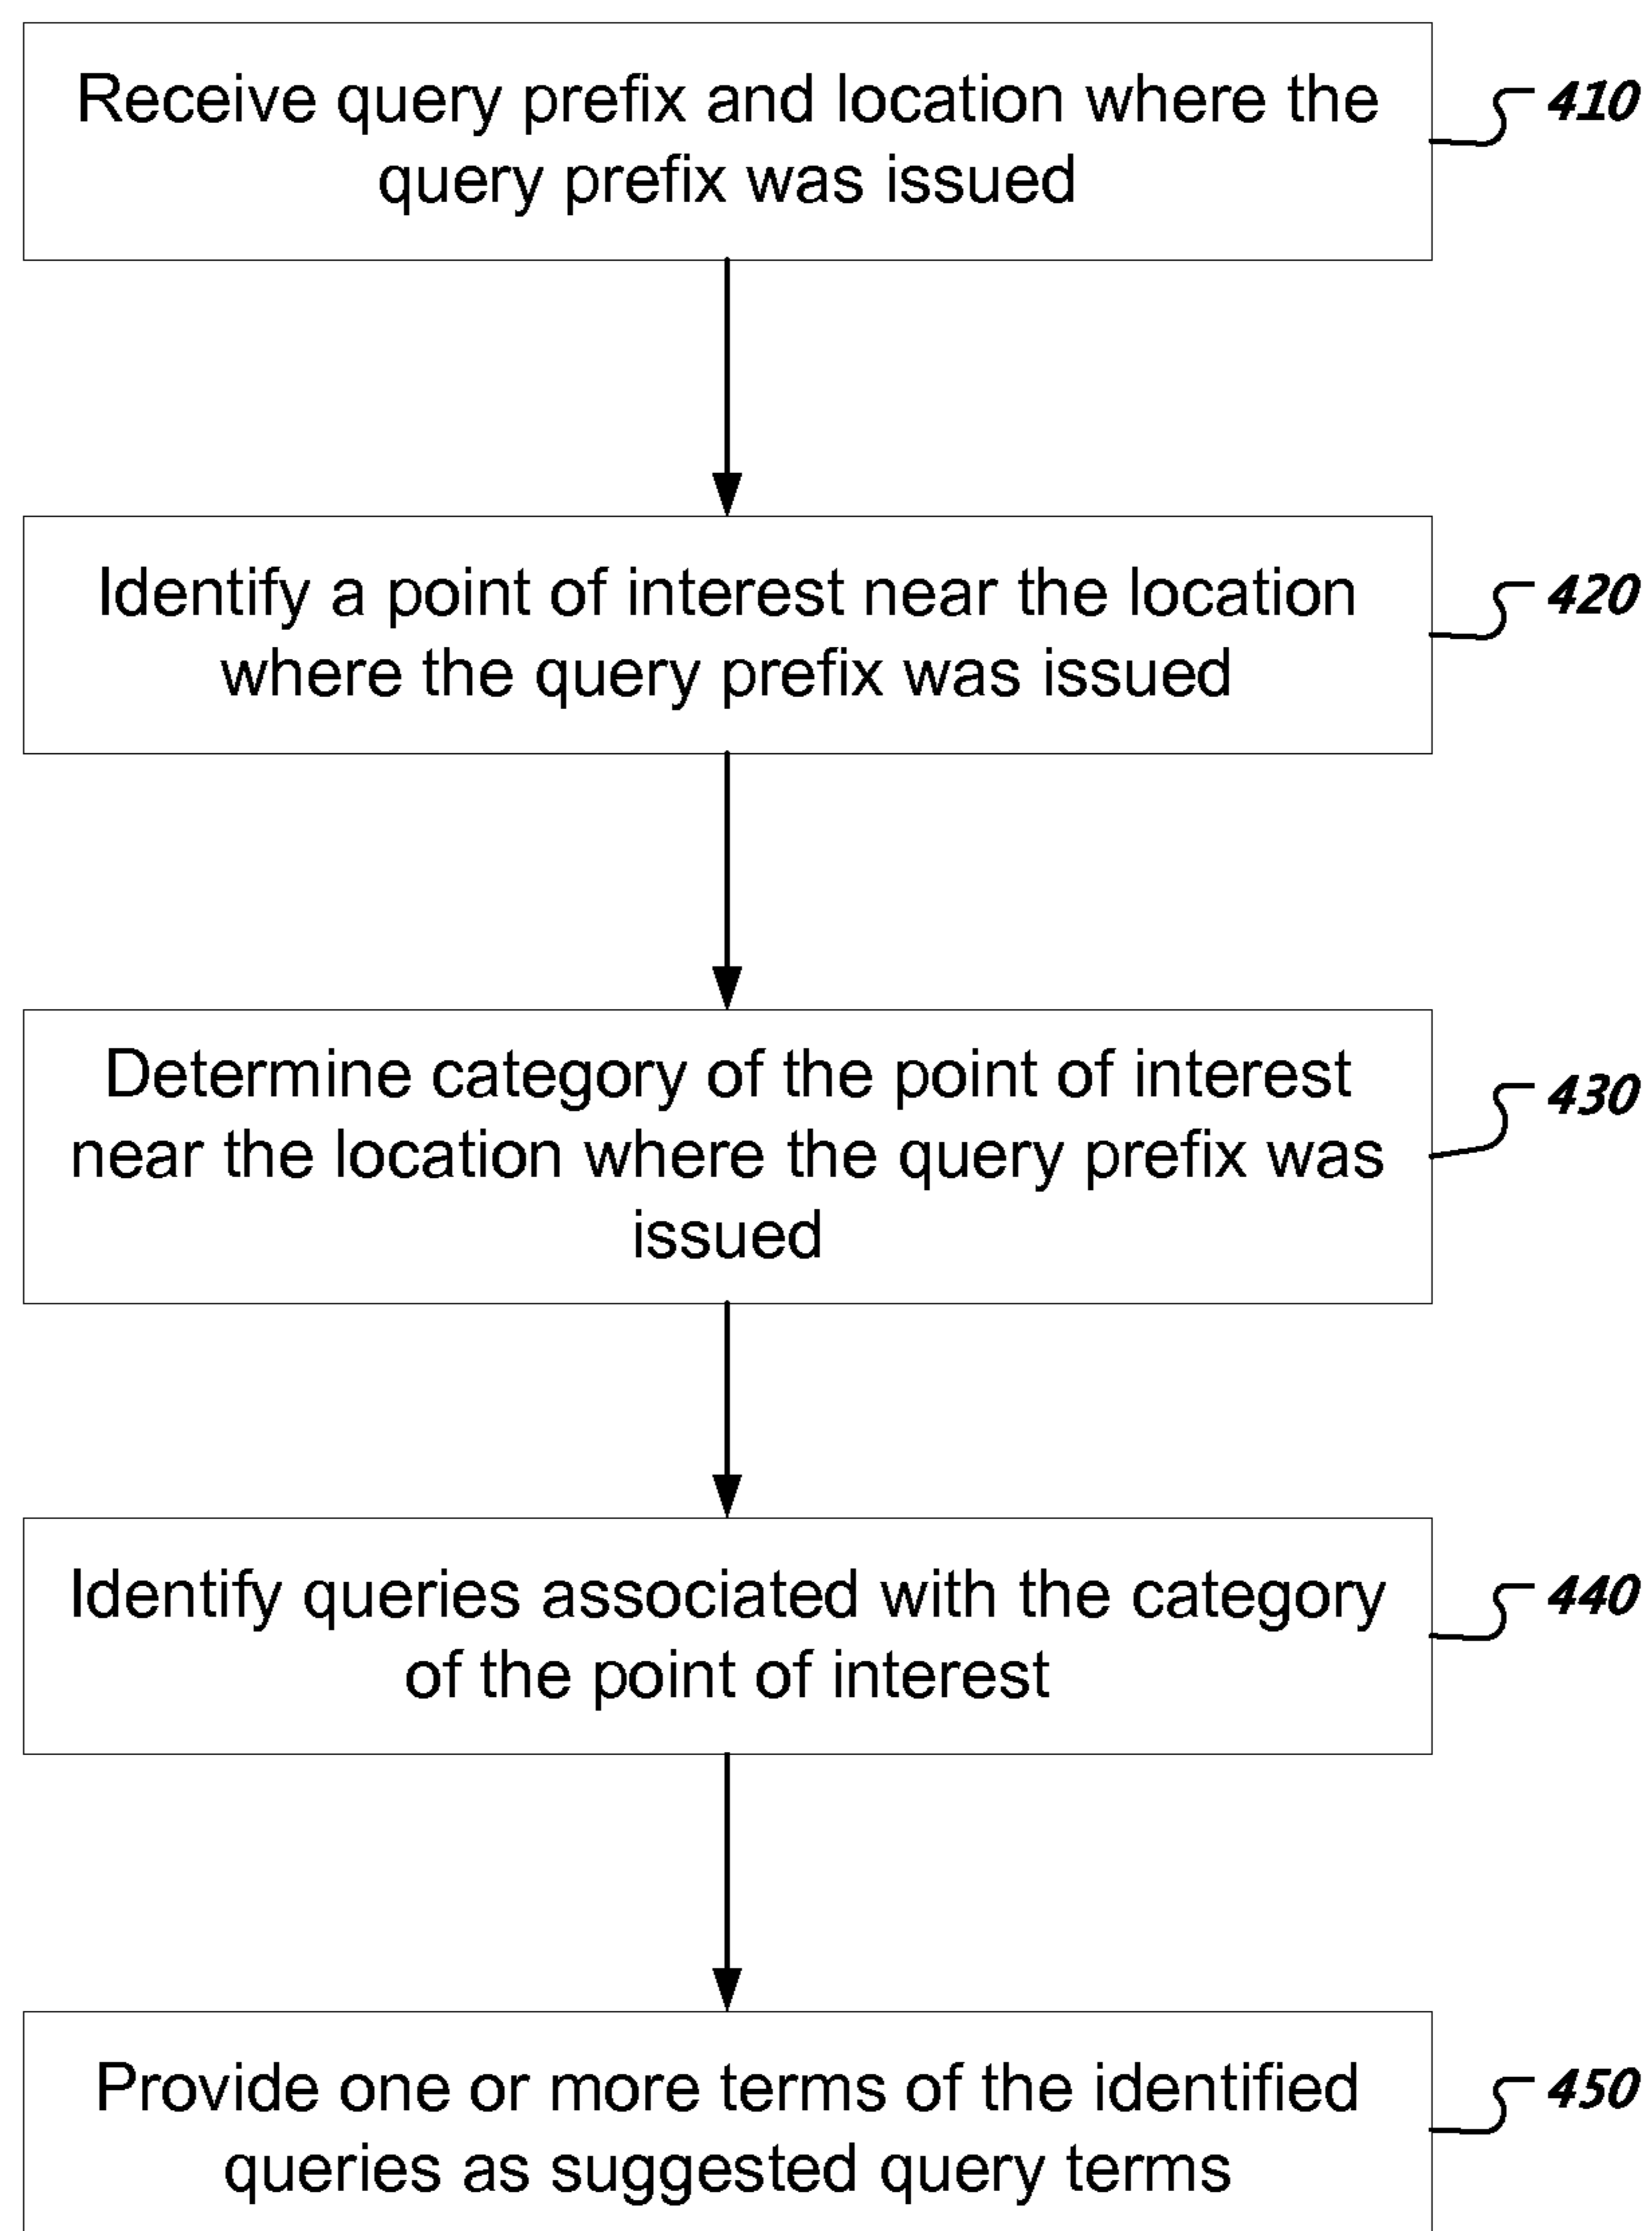 Receive query prefix and location where the
query prefix was issued
410
Identify a point of interest near the location
where the query prefix was issued
420
Determine category of the point of interest
near the location where the query prefix was
issued
430
Identify queries associated with the category
of the point of interest
440
Provide one or more terms of the identified
queries as suggested query terms
450